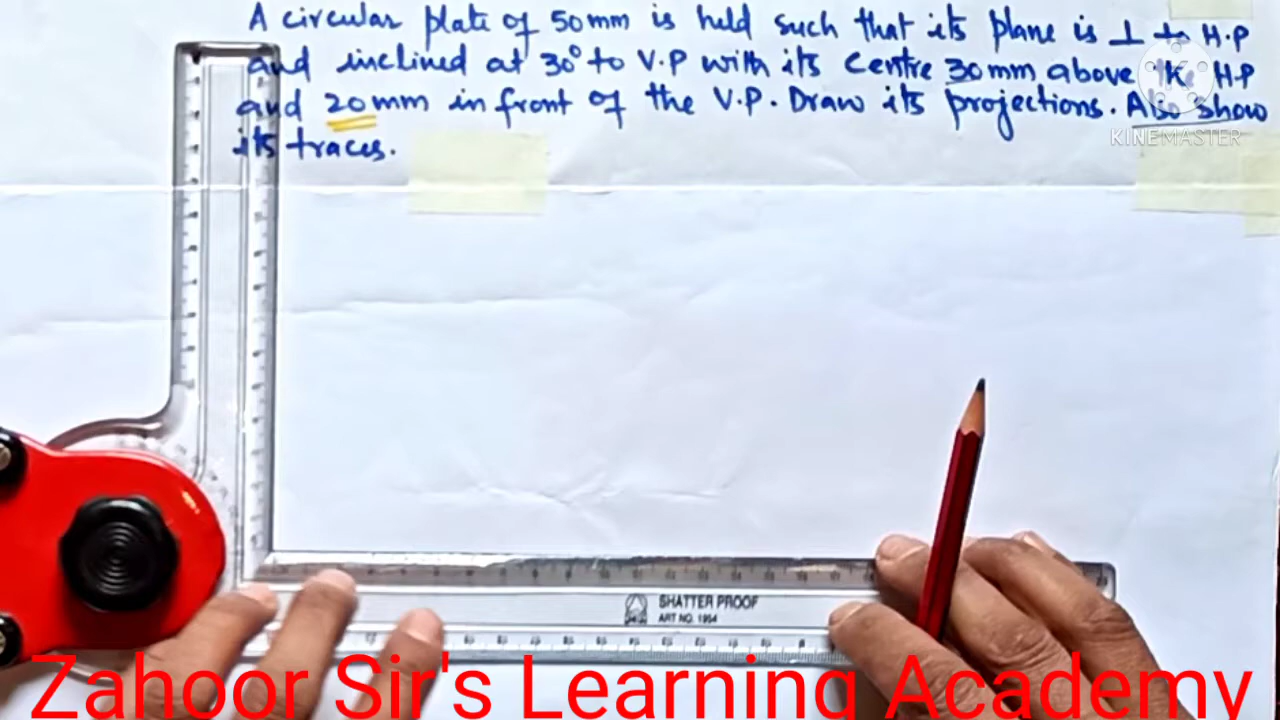 A circular plate of 50mm is held such that its plane is ⊥ to H.P
and inclined at 30° to V.P with its centre 30mm above H.P
and 20mm in front of the V.P. Draw its projections. Also show
its traces.
KINEMASTER
SHATTER PROOF
ART NO. 1954
Zahoor Sir's Learning Academy